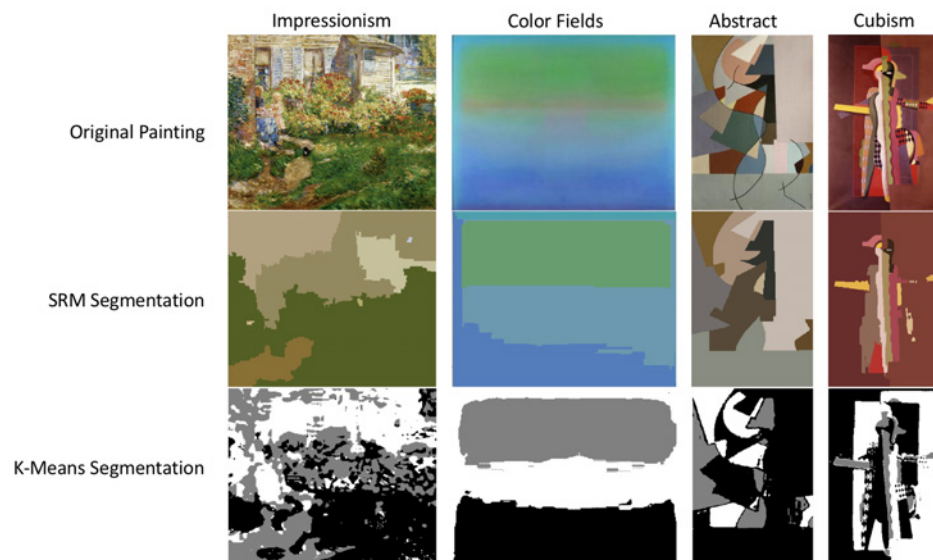 Impressionism
Color Fields
Abstract
Cubism
Original Painting
SRM Segmentation
K-Means Segmentation